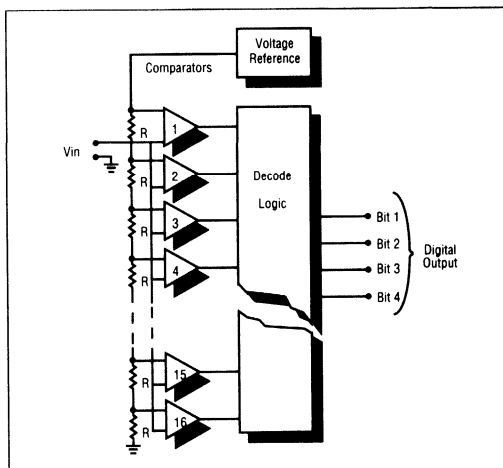 Voltage
Reference
Comparators
R
1
Vin
R
2
Decode
Logic
R
3
R
4
Bit 1
Bit 2
Bit 3
Bit 4
Digital
Output
R
15
R
16